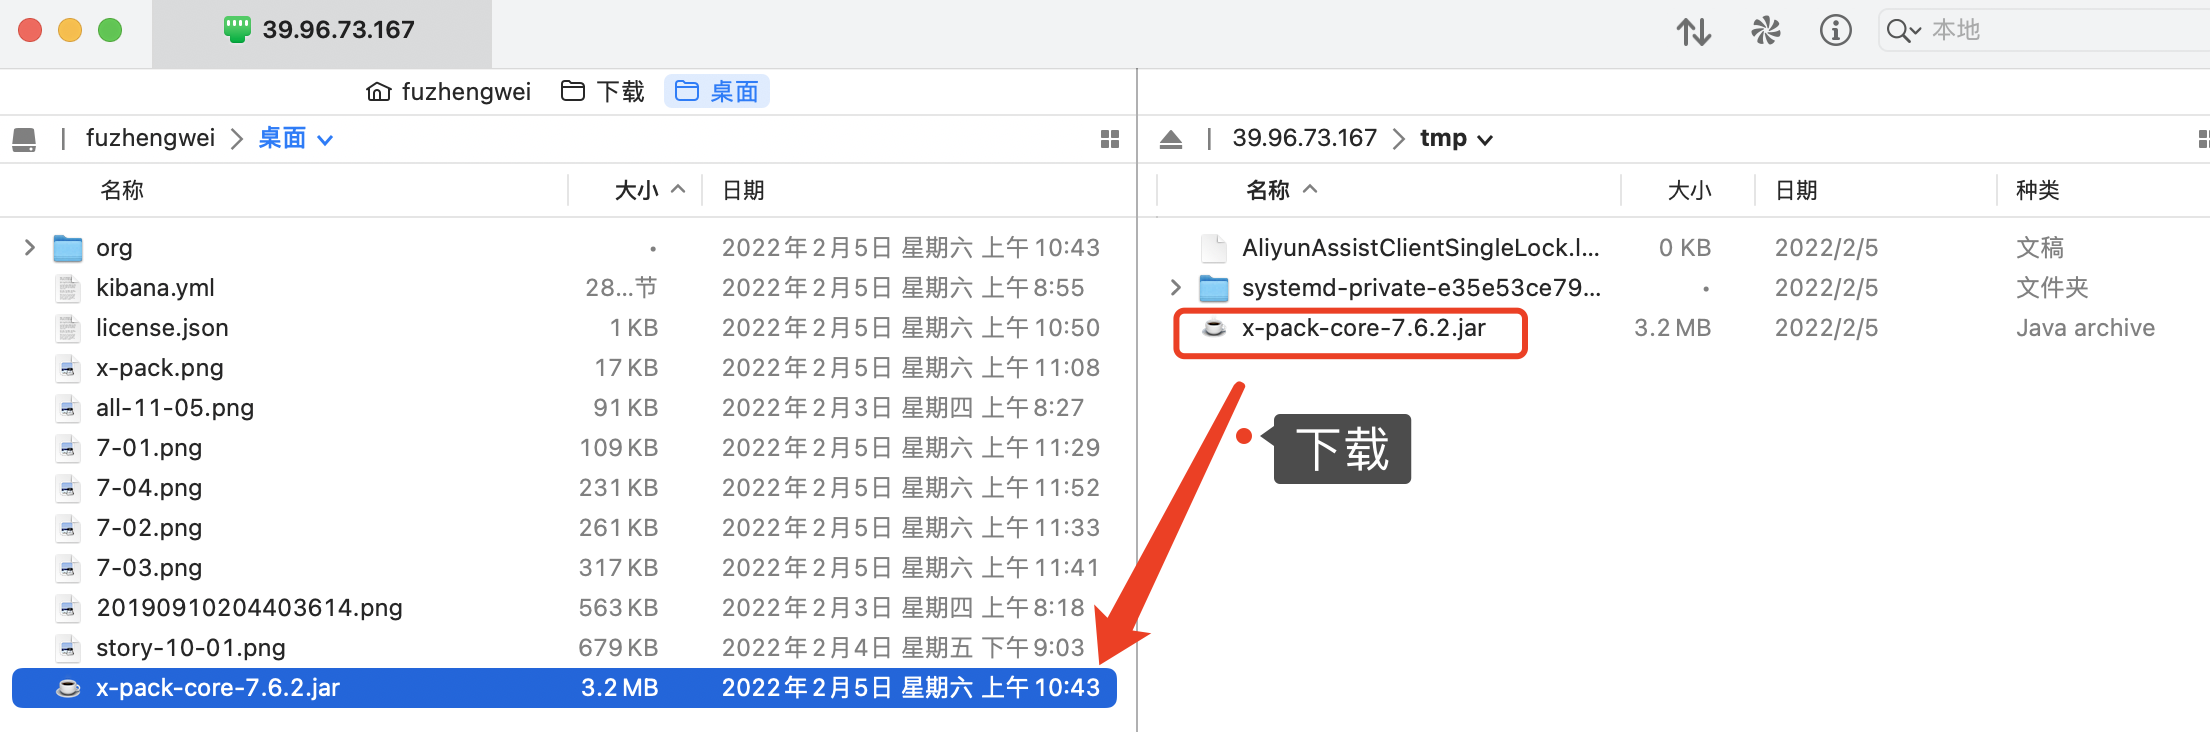 39.96.73.167
本地
fuzhengwei 下载 桌面
fuzhengwei 桌面
名称 大小 日期
org 2022年2月5日 星期六 上午10:43
kibana.yml 28...节 2022年2月5日 星期六 上午8:55
license.json 1 KB 2022年2月5日 星期六 上午10:50
x-pack.png 17 KB 2022年2月5日 星期六 上午11:08
all-11-05.png 91 KB 2022年2月3日 星期四 上午8:27
7-01.png 109 KB 2022年2月5日 星期六 上午11:29
7-04.png 231 KB 2022年2月5日 星期六 上午11:52
7-02.png 261 KB 2022年2月5日 星期六 上午11:33
7-03.png 317 KB 2022年2月5日 星期六 上午11:41
20190910204403614.png 563 KB 2022年2月3日 星期四 上午8:18
story-10-01.png 679 KB 2022年2月4日 星期五 下午9:03
x-pack-core-7.6.2.jar 3.2 MB 2022年2月5日 星期六 上午10:43
39.96.73.167 tmp
名称 大小 日期 种类
AliyunAssistClientSingleLock.l... 0 KB 2022/2/5 文稿
systemd-private-e35e53ce79... 2022/2/5 文件夹
x-pack-core-7.6.2.jar 3.2 MB 2022/2/5 Java archive
下载